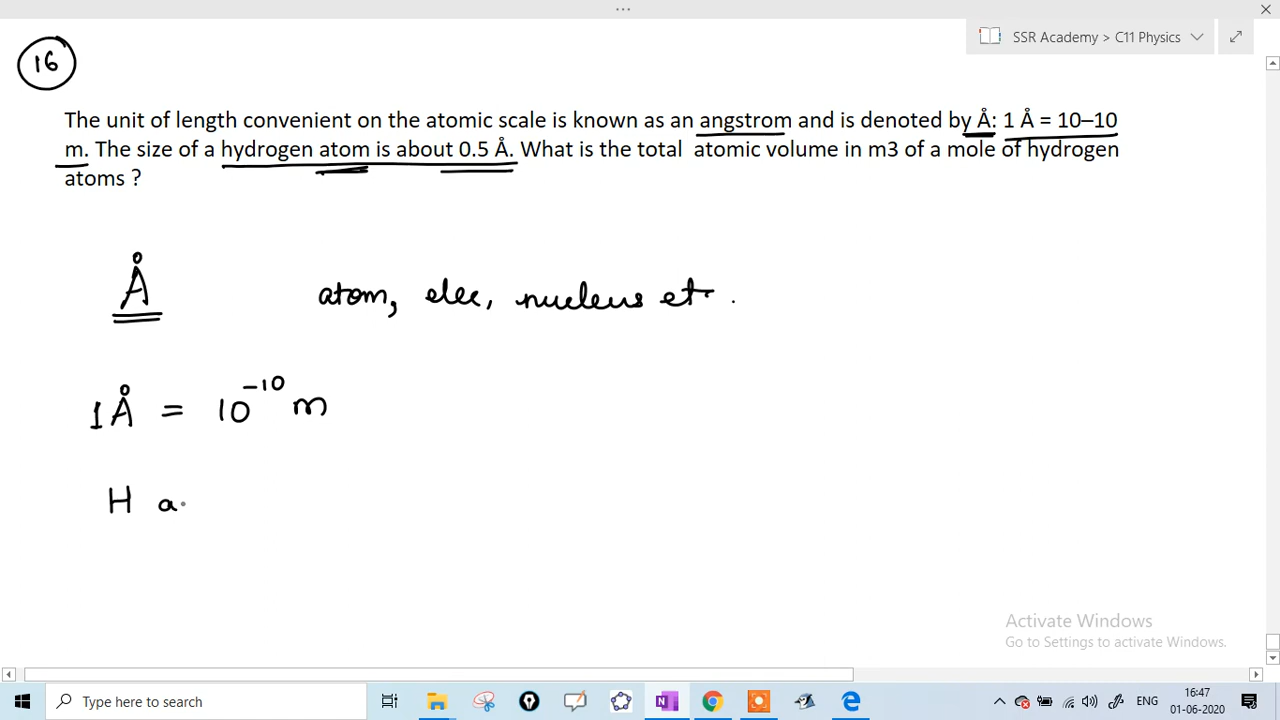 SSR Academy > C11 Physics
16
The unit of length convenient on the atomic scale is known as an angstrom and is denoted by Å: 1 Å = 10–10
m. The size of a hydrogen atom is about 0.5 Å. What is the total atomic volume in m3 of a mole of hydrogen
atoms ?
Å atom, elec, nucleus etc.
1Å = 10⁻¹⁰ m
H a
Activate Windows
Go to Settings to activate Windows.
Type here to search
ENG
16:47
01-06-2020